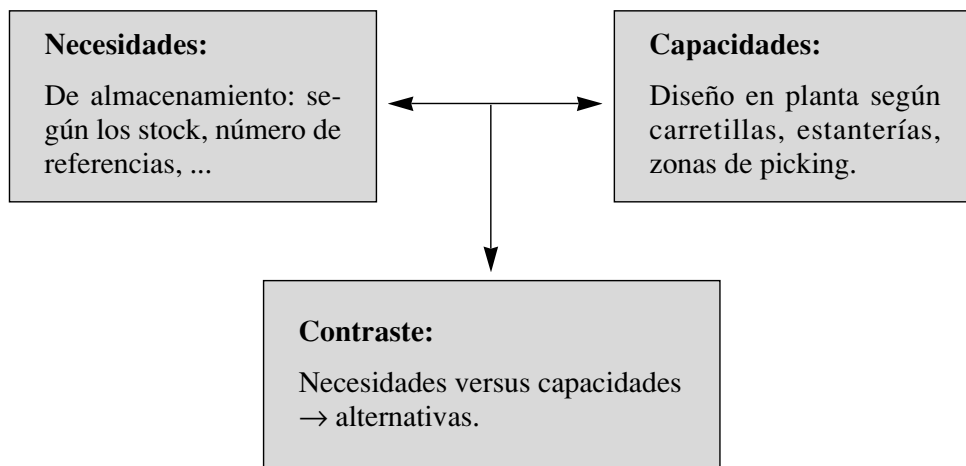 Necesidades:
De almacenamiento: se-
gún los stock, número de
referencias, ...
Capacidades:
Diseño en planta según
carretillas, estanterías,
zonas de picking.
Contraste:
Necesidades versus capacidades
→ alternativas.